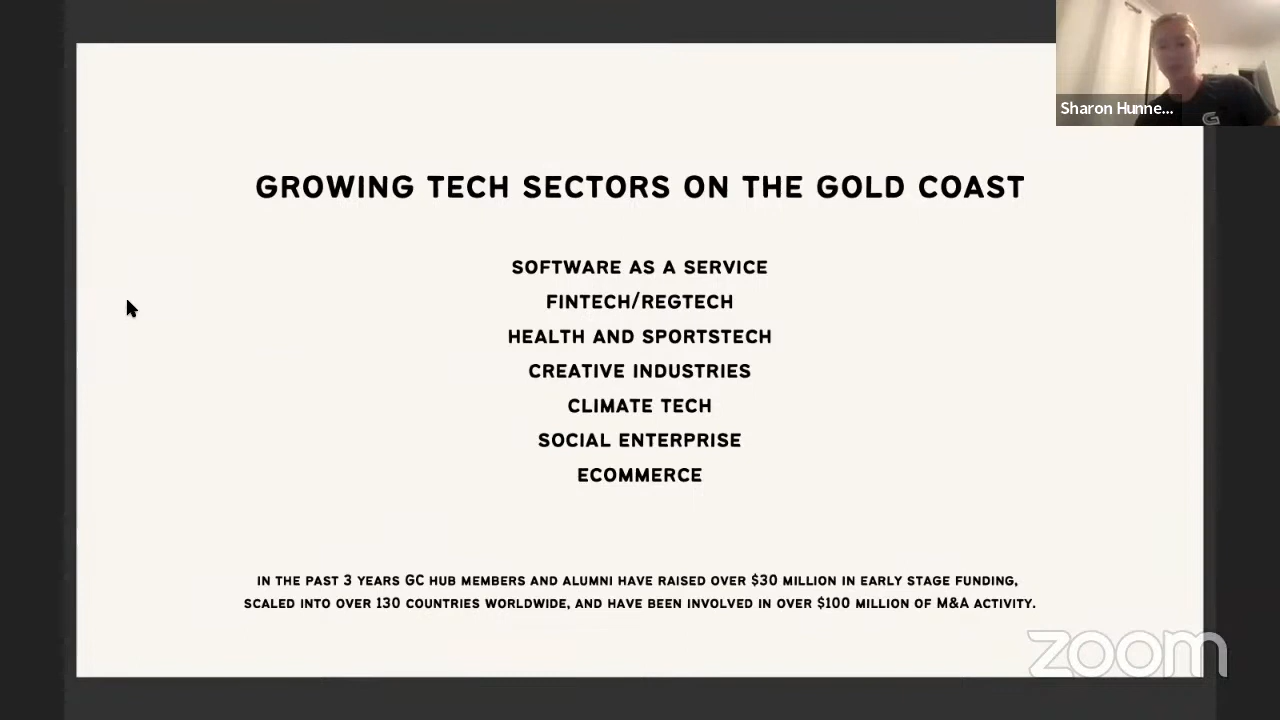 Sharon Hunne...
GROWING TECH SECTORS ON THE GOLD COAST
SOFTWARE AS A SERVICE
FINTECH/REGTECH
HEALTH AND SPORTSTECH
CREATIVE INDUSTRIES
CLIMATE TECH
SOCIAL ENTERPRISE
ECOMMERCE
IN THE PAST 3 YEARS GC HUB MEMBERS AND ALUMNI HAVE RAISED OVER $30 MILLION IN EARLY STAGE FUNDING,
SCALED INTO OVER 130 COUNTRIES WORLDWIDE, AND HAVE BEEN INVOLVED IN OVER $100 MILLION OF M&A ACTIVITY.
zoom